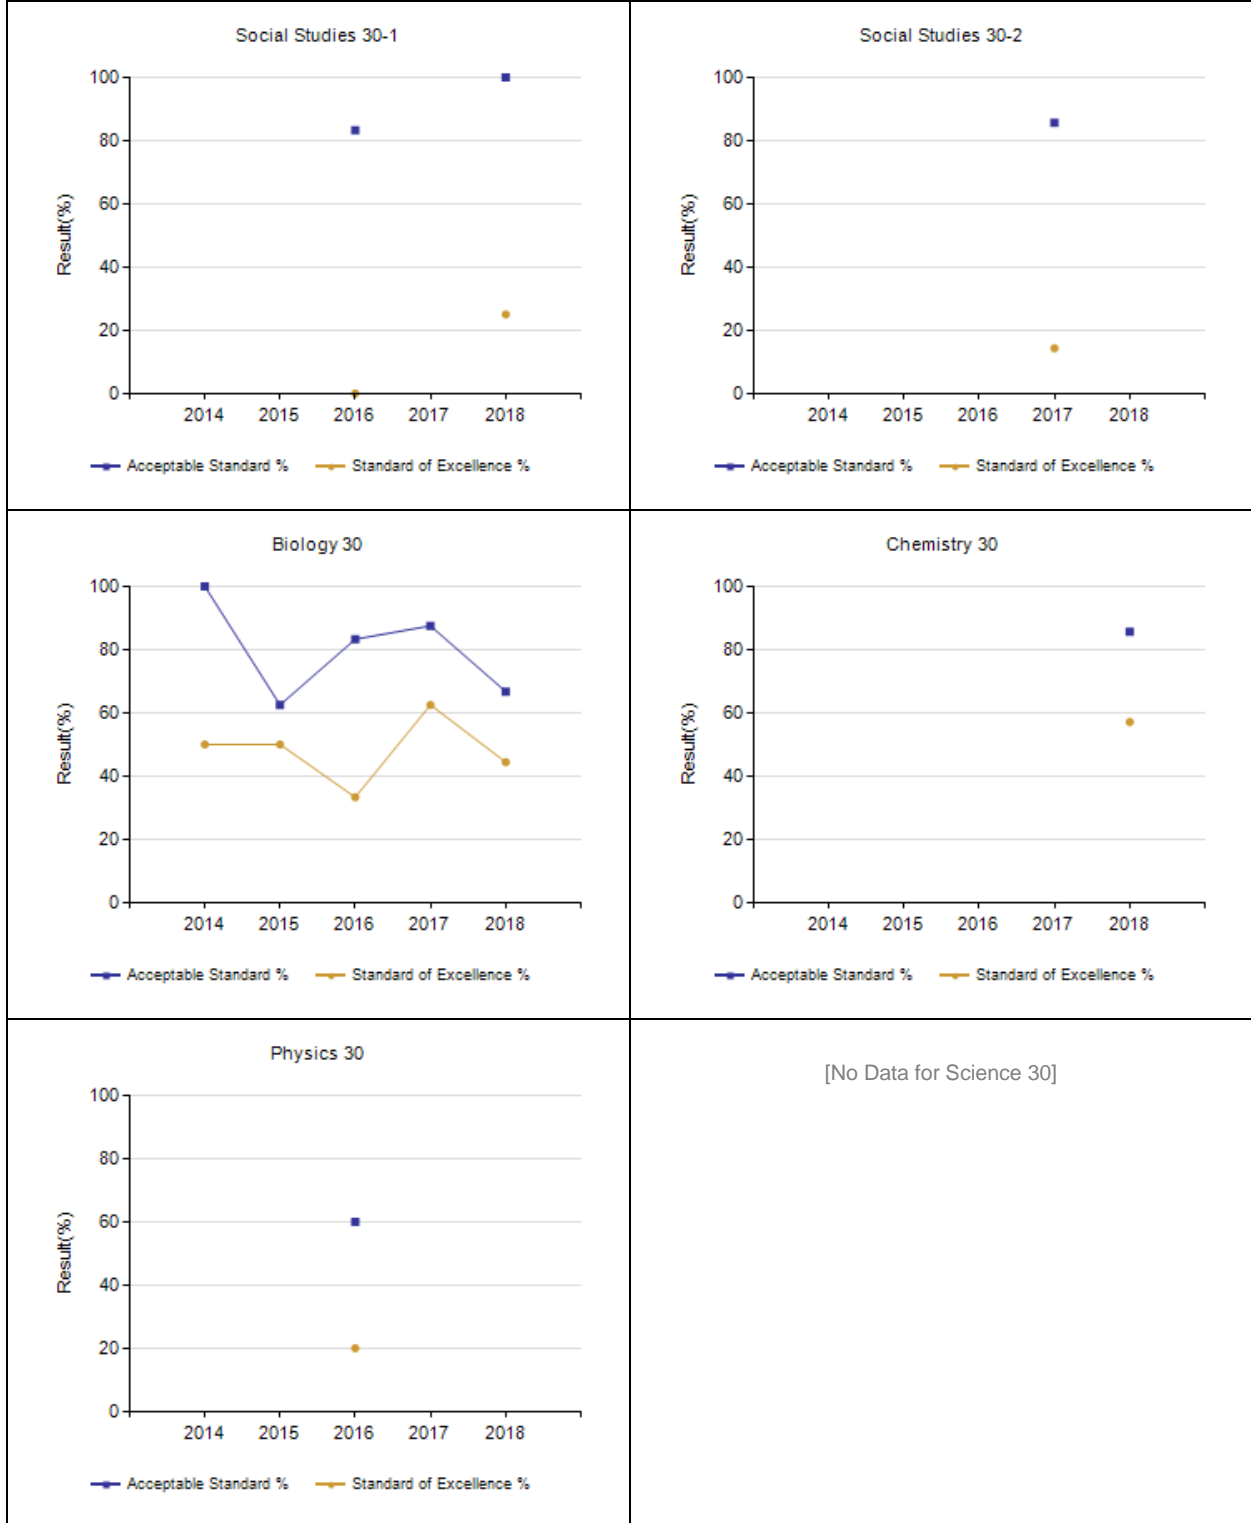 Social Studies 30-1
100
80
60
40
20
0
Result(%)
2014 2015 2016 2017 2018
Acceptable Standard % Standard of Excellence %
Social Studies 30-2
100
80
60
40
20
0
Result(%)
2014 2015 2016 2017 2018
Acceptable Standard % Standard of Excellence %
Biology 30
100
80
60
40
20
0
Result(%)
2014 2015 2016 2017 2018
Acceptable Standard % Standard of Excellence %
Chemistry 30
100
80
60
40
20
0
Result(%)
2014 2015 2016 2017 2018
Acceptable Standard % Standard of Excellence %
Physics 30
100
80
60
40
20
0
Result(%)
2014 2015 2016 2017 2018
Acceptable Standard % Standard of Excellence %
[No Data for Science 30]